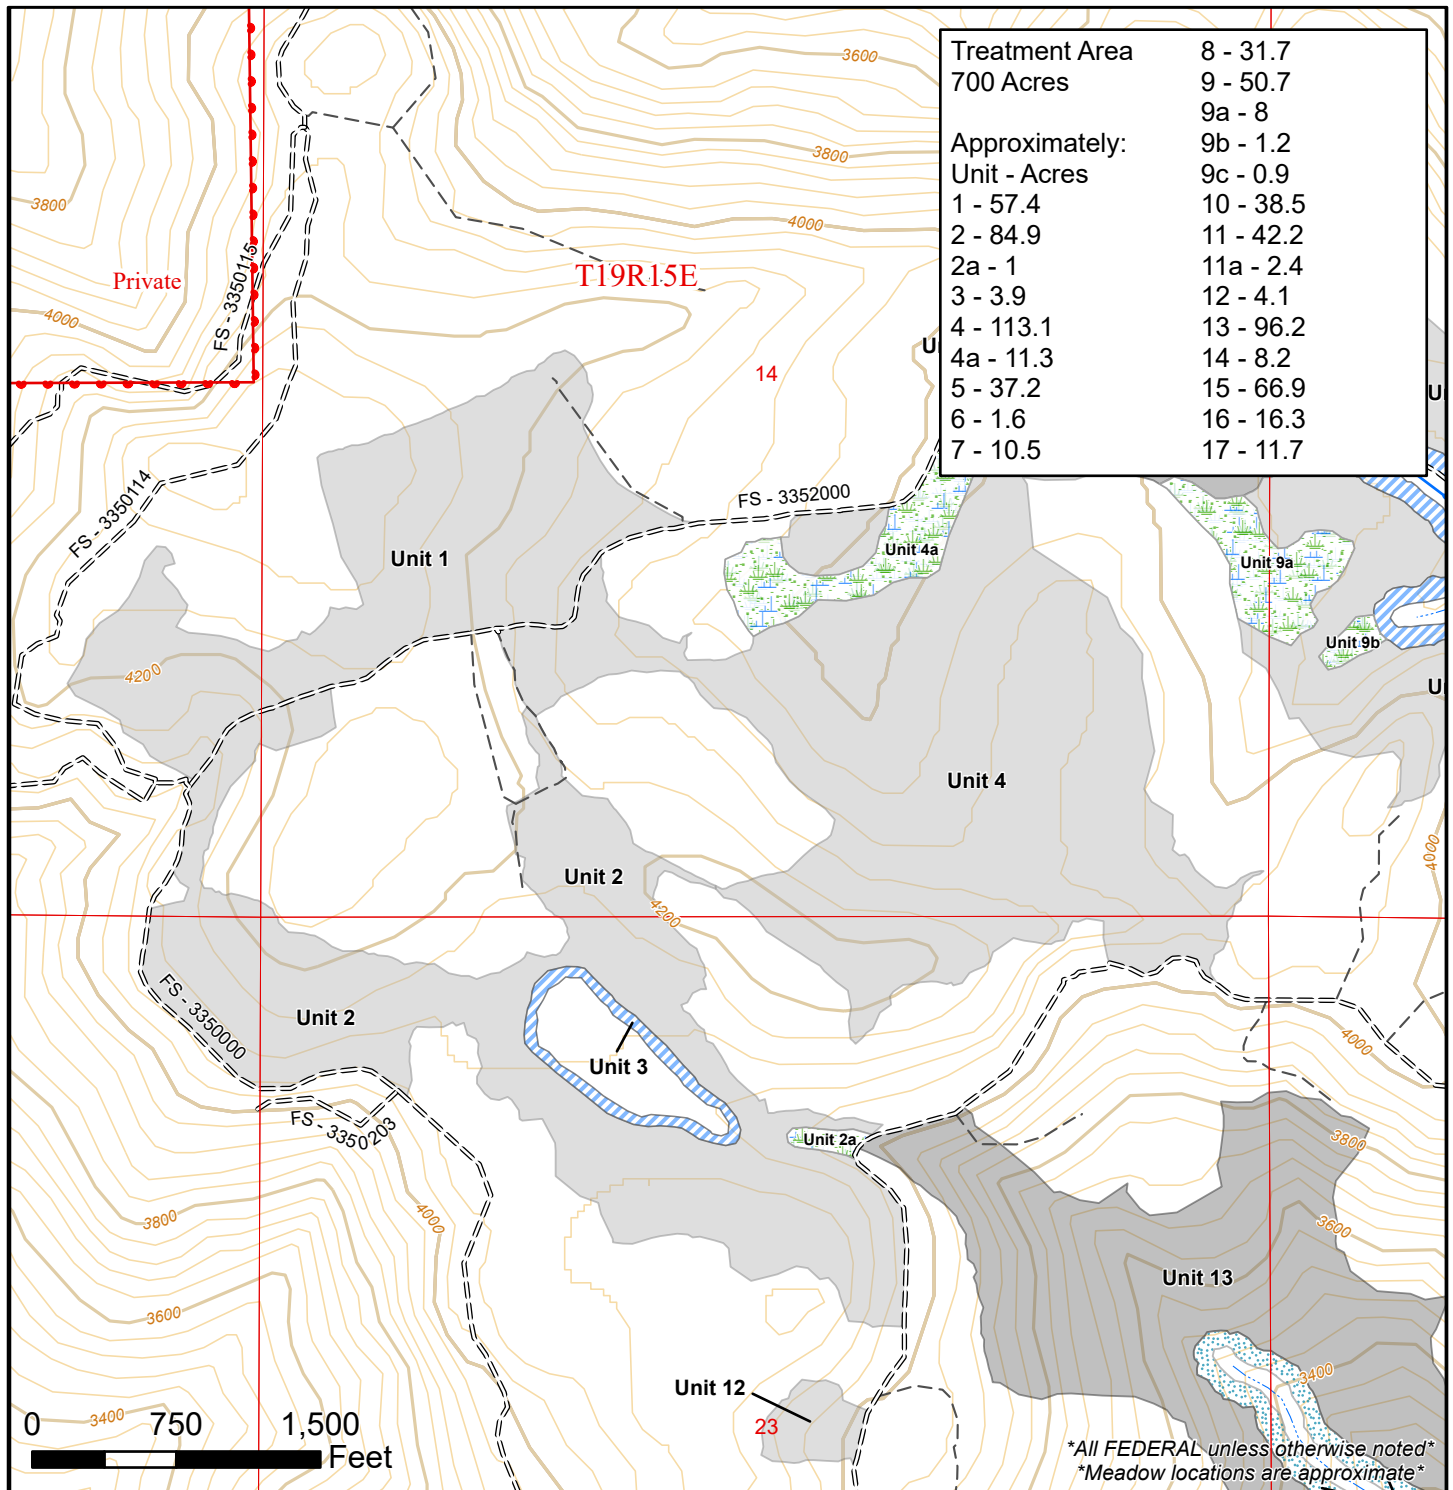 Treatment Area
700 Acres
Approximately:
Unit - Acres
1 - 57.4
2 - 84.9
2a - 1
3 - 3.9
4 - 113.1
4a - 11.3
5 - 37.2
6 - 1.6
7 - 10.5
8 - 31.7
9 - 50.7
9a - 8
9b - 1.2
9c - 0.9
10 - 38.5
11 - 42.2
11a - 2.4
12 - 4.1
13 - 96.2
14 - 8.2
15 - 66.9
16 - 16.3
17 - 11.7
3600
3800
3800
4000
FS - 3350115
T19R15E
Private
4000
14
FS - 3350114
FS - 3352000
Unit 1
Unit 4a
Unit 9a
Unit 9b
4200
Unit 4
Unit 2
4000
4200
FS - 3350000
Unit 2
Unit 3
4000
FS - 3350203
Unit 2a
3800
3800
4000
3600
Unit 13
3600
3400
Unit 12
23
3400
0 750 1,500
Feet
*All FEDERAL unless otherwise noted*
*Meadow locations are approximate*